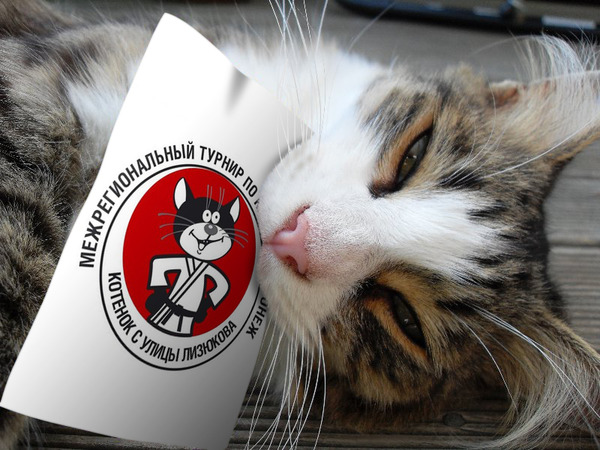 МЕЖРЕГИОНАЛЬНЫЙ ТУРНИР ПО
КОТЕНОК С УЛИЦЫ ЛИЗЮКОВА